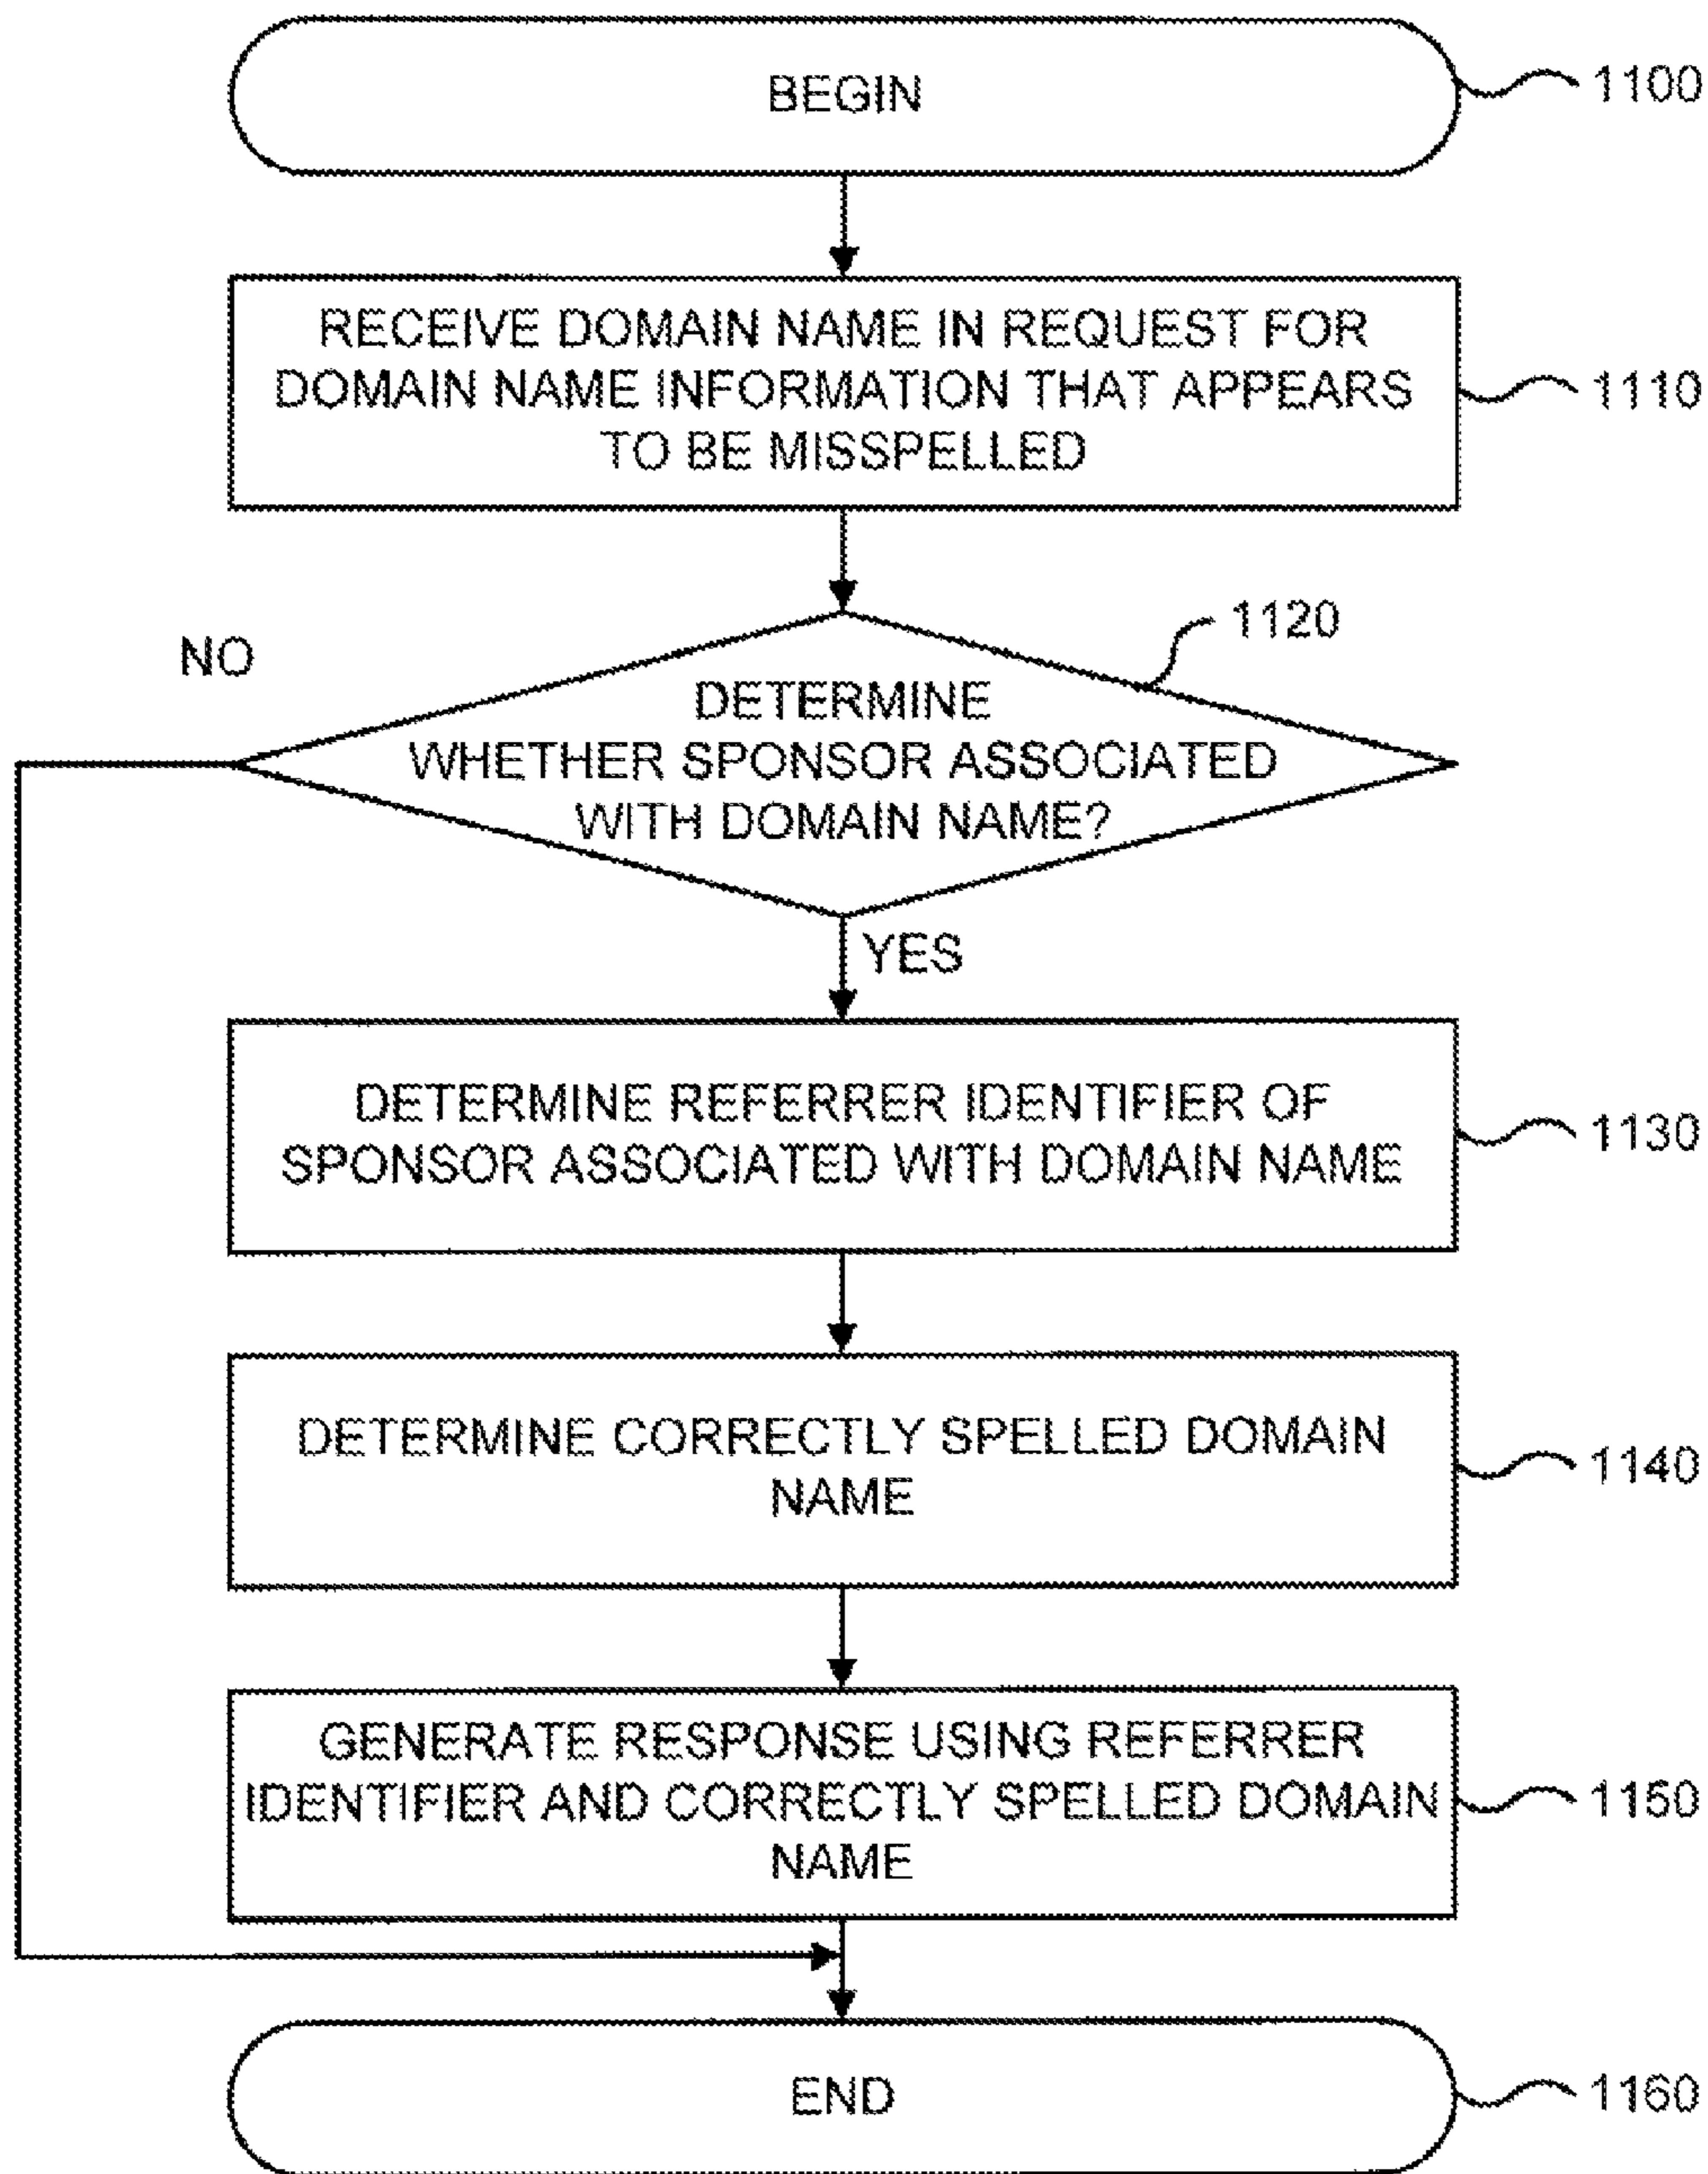 BEGIN
1100
RECEIVE DOMAIN NAME IN REQUEST FOR
DOMAIN NAME INFORMATION THAT APPEARS
TO BE MISSPELLED
1110
1120
NO
DETERMINE
WHETHER SPONSOR ASSOCIATED
WITH DOMAIN NAME?
YES
DETERMINE REFERRER IDENTIFIER OF
SPONSOR ASSOCIATED WITH DOMAIN NAME
1130
DETERMINE CORRECTLY SPELLED DOMAIN
NAME
1140
GENERATE RESPONSE USING REFERRER
IDENTIFIER AND CORRECTLY SPELLED DOMAIN
NAME
1150
END
1160